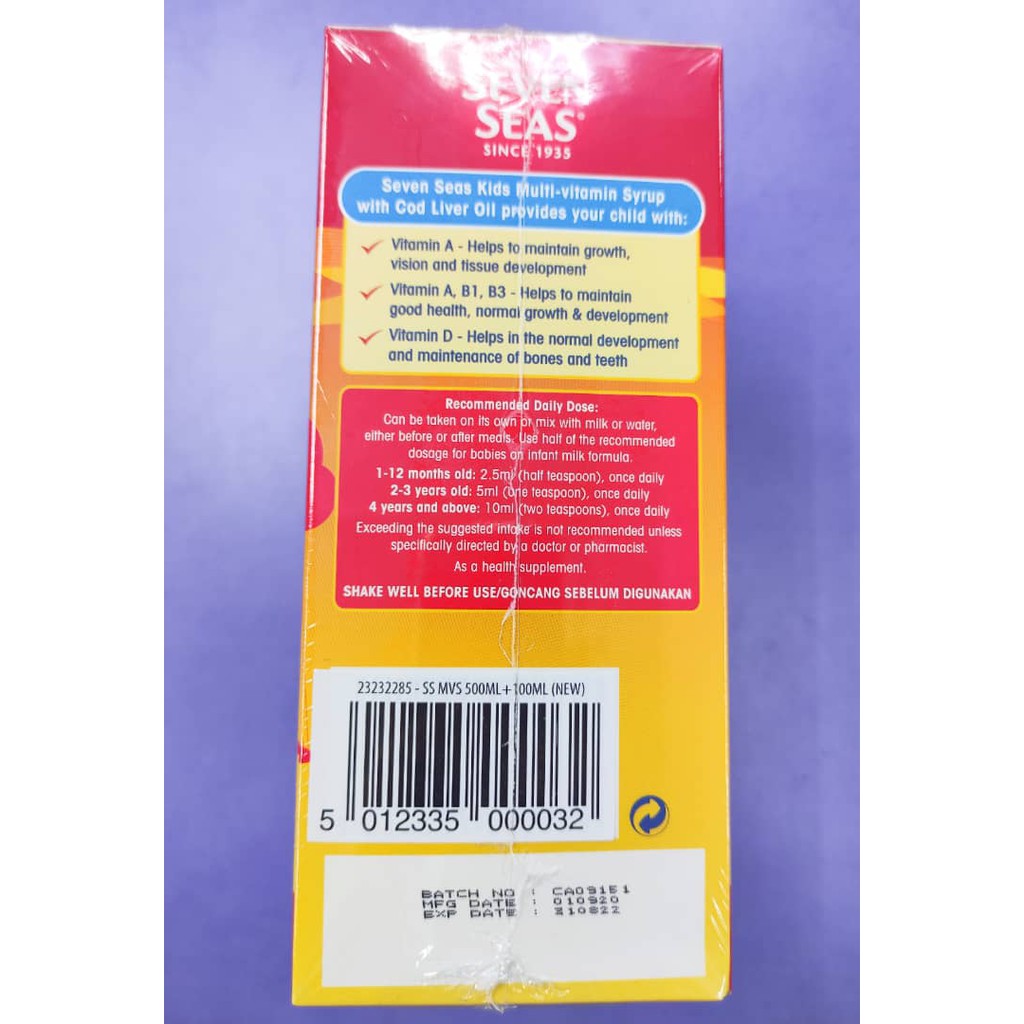 SEVEN
SEAS®
SINCE 1935
Seven Seas Kids Multi-vitamin Syrup
with Cod Liver Oil provides your child with:
Vitamin A - Helps to maintain growth,
vision and tissue development
Vitamin A, B1, B3 - Helps to maintain
good health, normal growth & development
Vitamin D - Helps in the normal development
and maintenance of bones and teeth
Recommended Daily Dose:
Can be taken on its own or mix with milk or water,
either before or after meals. Use half of the recommended
dosage for babies on infant milk formula.
1-12 months old: 2.5ml (half teaspoon), once daily
2-3 years old: 5ml (one teaspoon), once daily
4 years and above: 10ml (two teaspoons), once daily
Exceeding the suggested intake is not recommended unless
specifically directed by a doctor or pharmacist.
As a health supplement.
SHAKE WELL BEFORE USE/GONCANG SEBELUM DIGUNAKAN
23232285 - SS MVS 500ML+100ML (NEW)
5 012335 000032
BATCH NO : CA09151
MFG DATE : 010920
EXP DATE : 310822